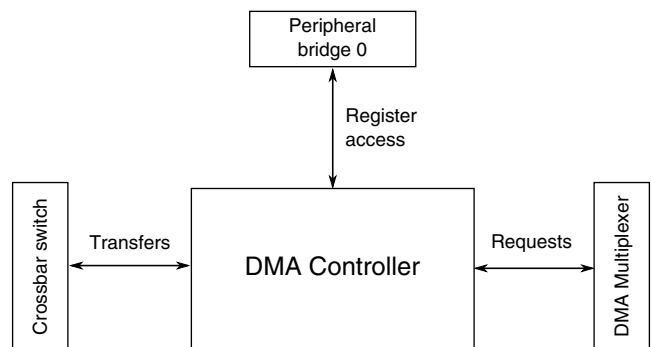 Peripheral
bridge 0
Register
access
Crossbar switch
Transfers
DMA Controller
Requests
DMA Multiplexer